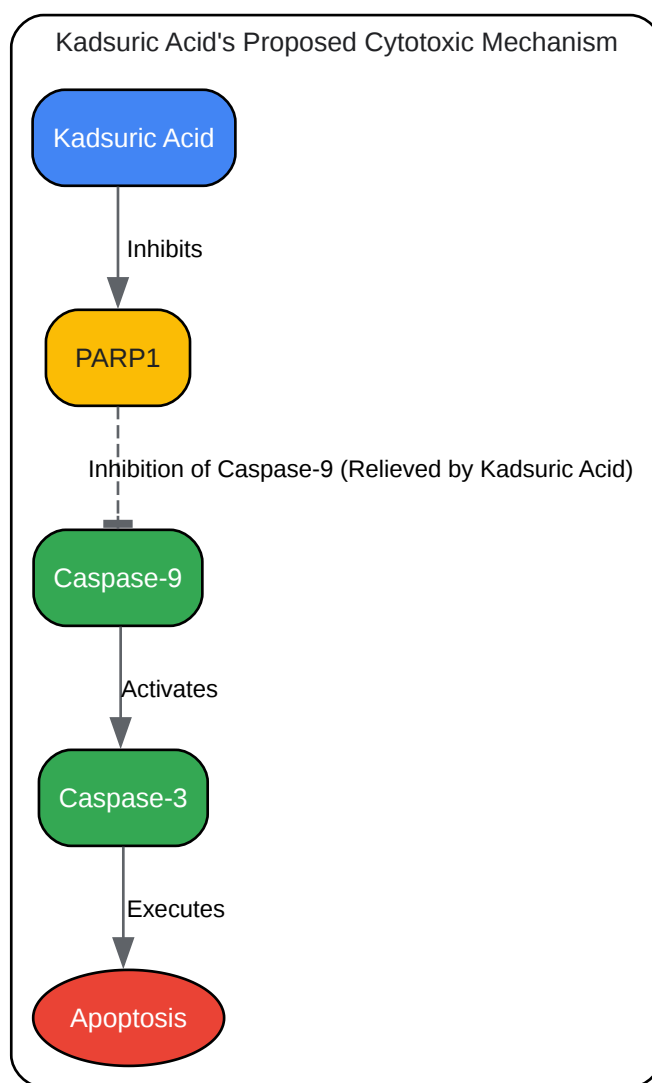 Kadsuric Acid's Proposed Cytotoxic Mechanism
Kadsuric Acid
Inhibits
PARP1
Inhibition of Caspase-9 (Relieved by Kadsuric Acid)
Caspase-9
Activates
Caspase-3
Executes
Apoptosis